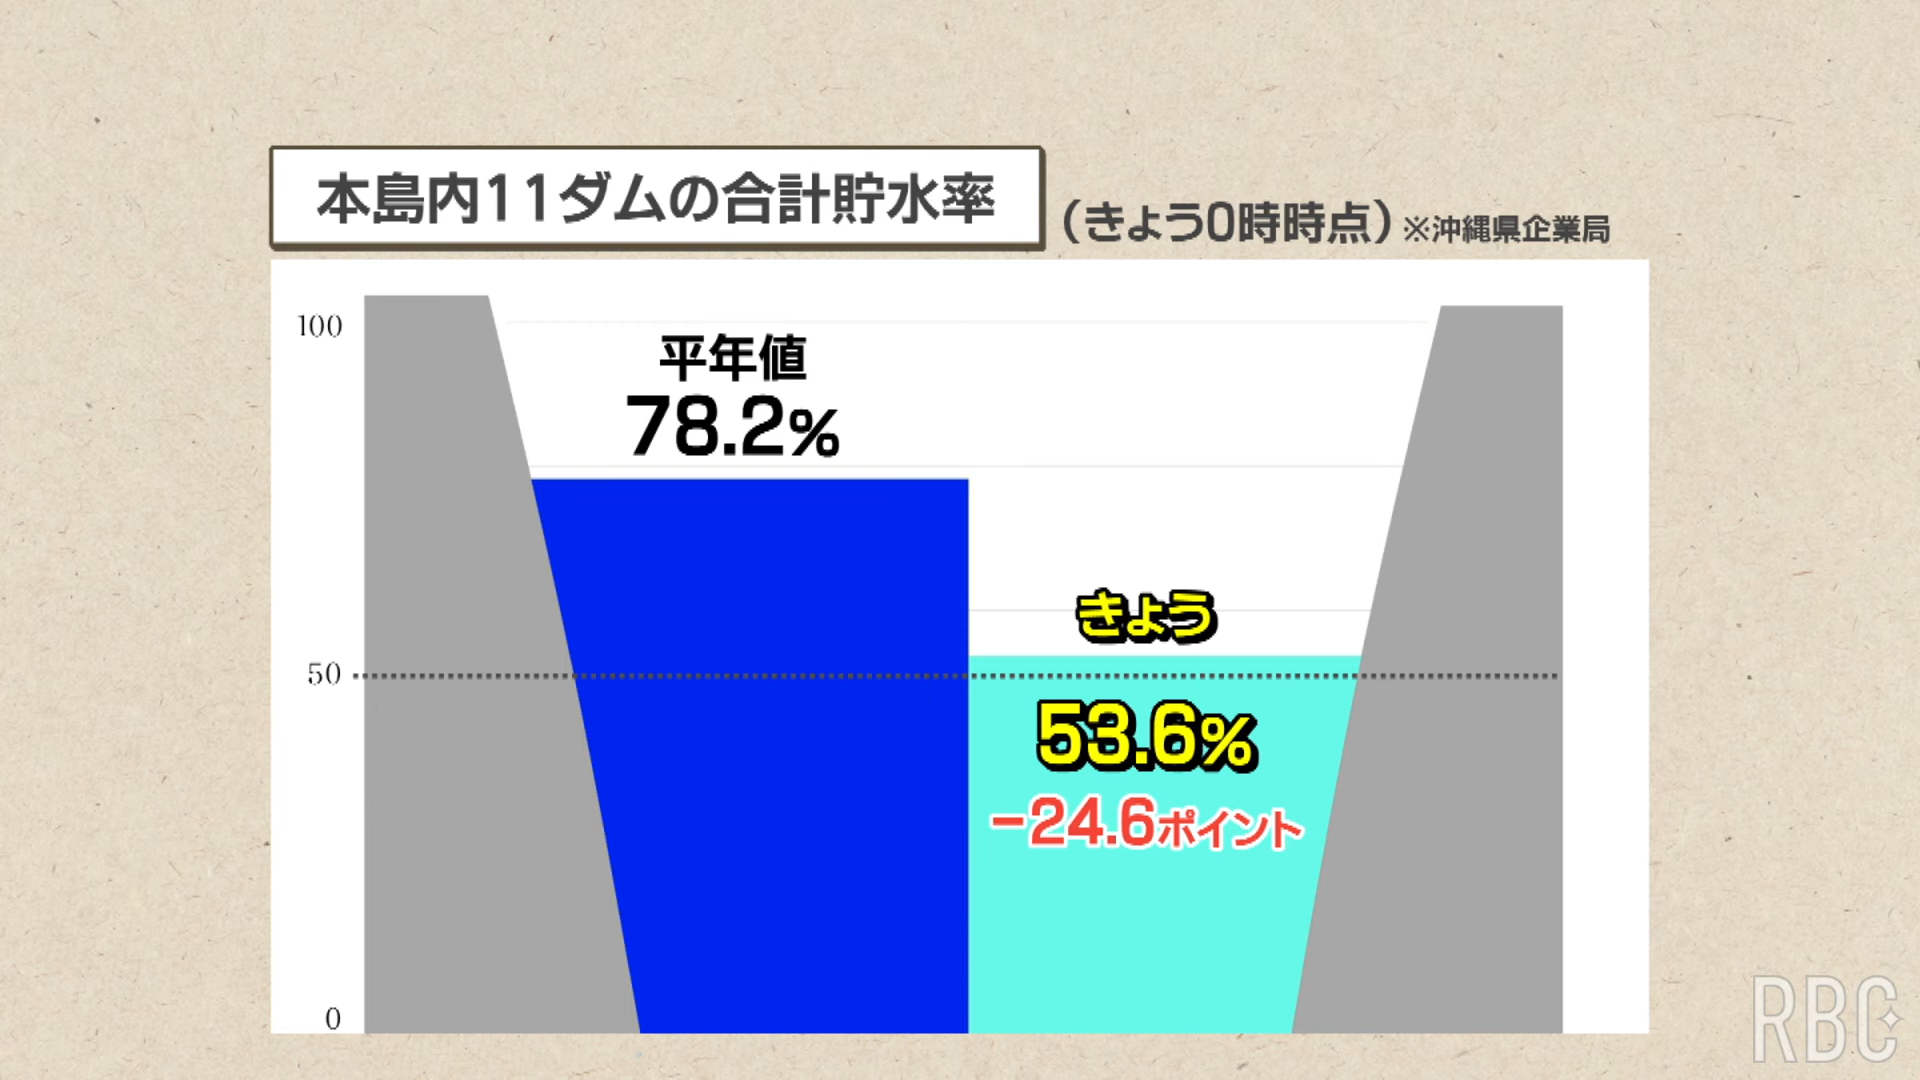 本島内11ダムの合計貯水率
（きょう0時時点）※沖縄県企業局
100
平年値
78.2%
きょう
50
53.6%
-24.6ポイント
0
RBC